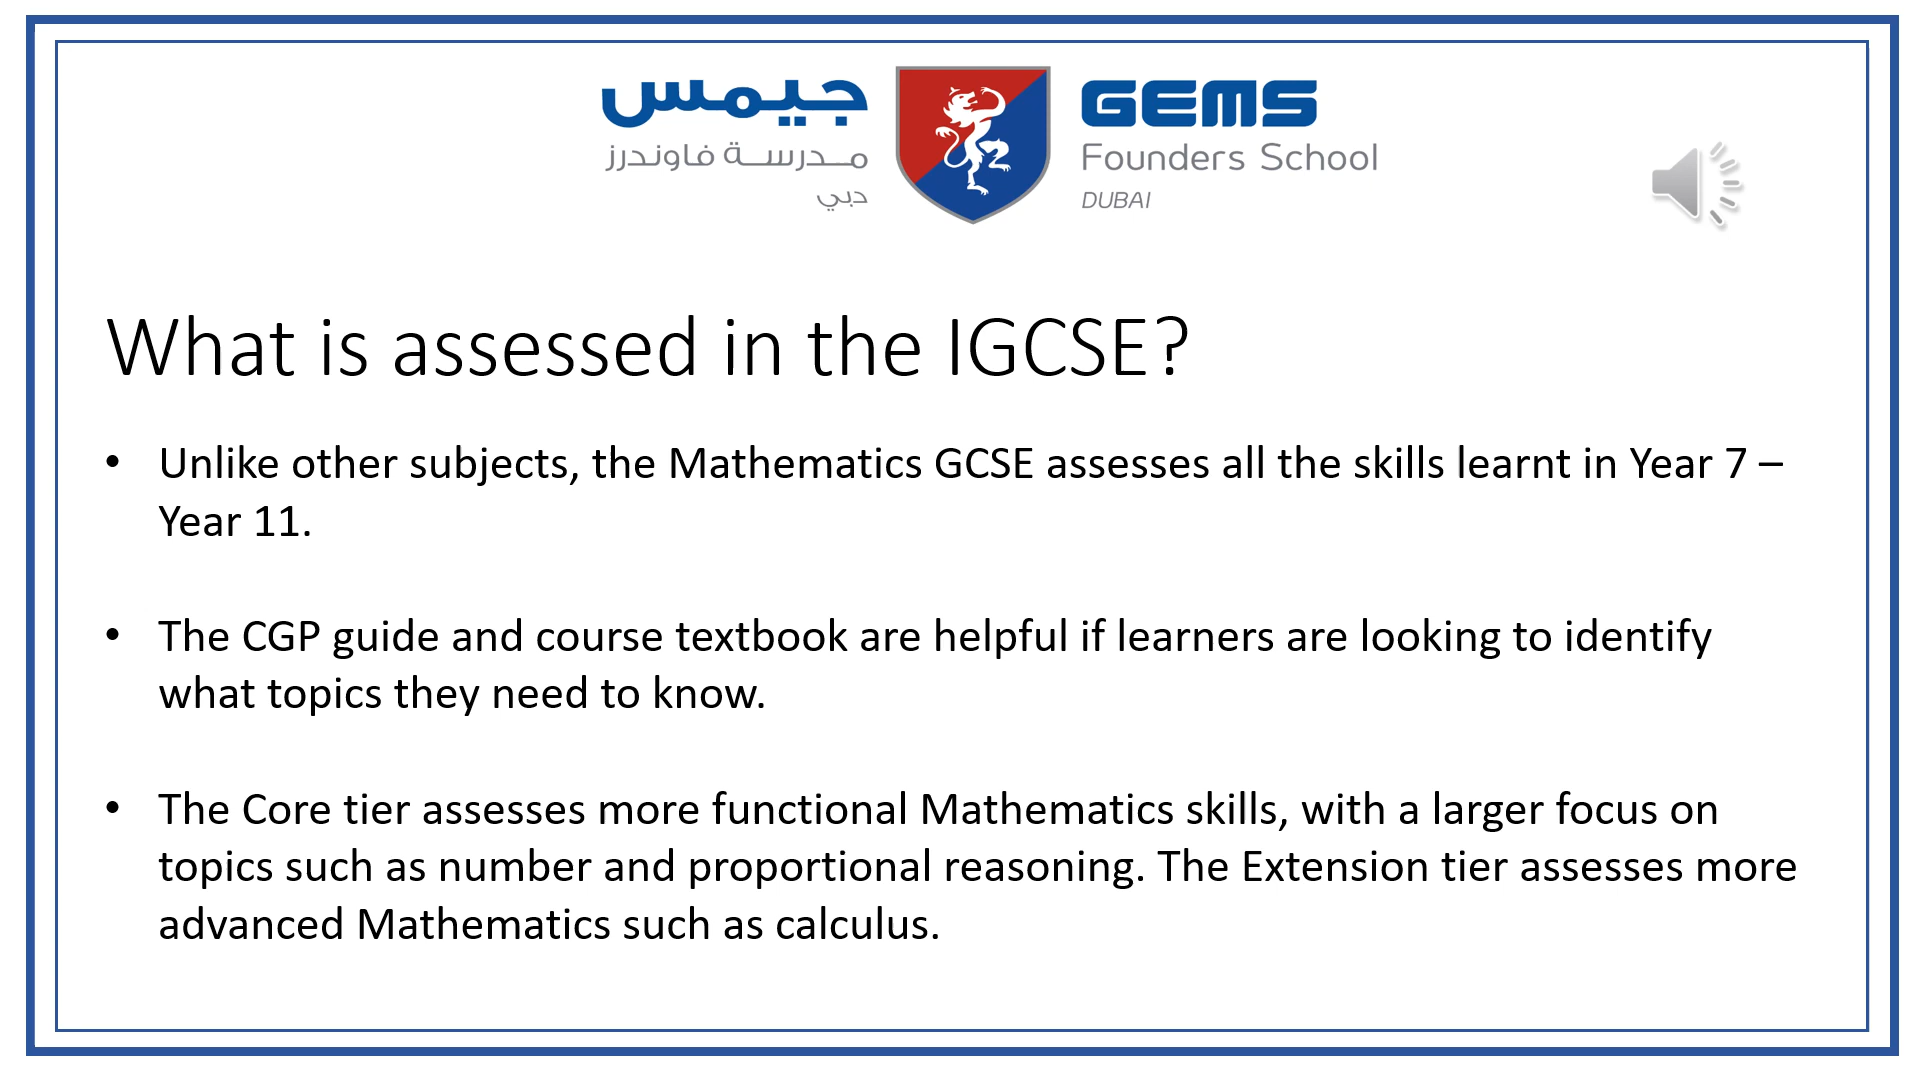 جيمس
مدرسة فاوندرز
دبي
GEMS
Founders School
DUBAI
What is assessed in the IGCSE?
• Unlike other subjects, the Mathematics GCSE assesses all the skills learnt in Year 7 –
Year 11.
• The CGP guide and course textbook are helpful if learners are looking to identify
what topics they need to know.
• The Core tier assesses more functional Mathematics skills, with a larger focus on
topics such as number and proportional reasoning. The Extension tier assesses more
advanced Mathematics such as calculus.